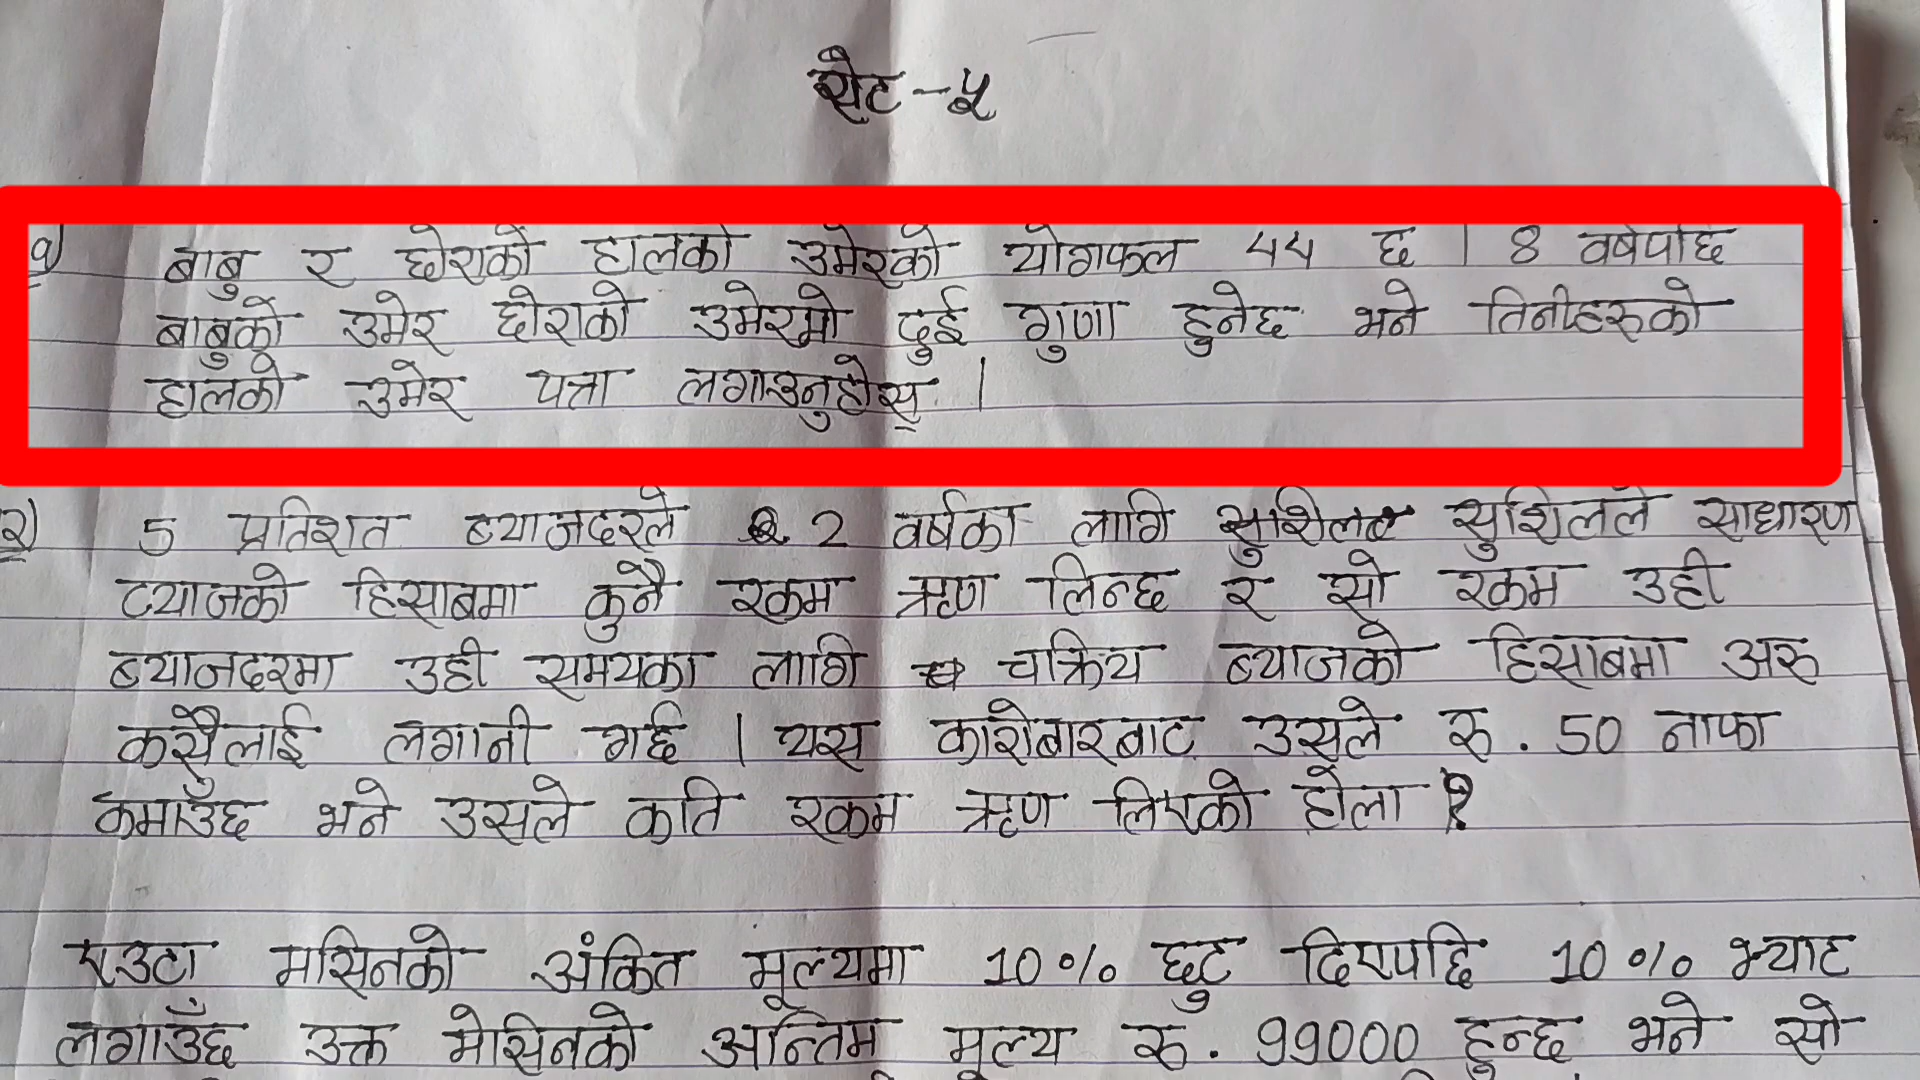 सेट-५
१) बाबु र छोराको हालको उमेरको योगफल 44 छ । 8 वर्षपछि
बाबुको उमेर छोराको उमेरमो दुई गुणा हुनेछ भने तिनीहरुको
हालको उमेर पत्ता लगाउनुहोस् ।
२) 5 प्रतिशत ब्याजदरले 2 वर्षका लागि सुशिलले साधारण
ब्याजको हिसाबमा कुनै रकम ऋण लिन्छ र सो रकम उही
ब्याजदरमा उही समयका लागि चक्रिय ब्याजको हिसाबमा अरु
कसैलाई लगानी गर्छ । यस कारोबारबाट उसले रु. 50 नाफा
कमाउँछ भने उसले कति रकम ऋण लिएको होला ?
एउटा मसिनको अंकित मूल्यमा 10% छुट दिएपछि 10% भ्याट
लगाउँछ उक्त मेसिनको अन्तिम मूल्य रु. 99000 हुन्छ भने सो